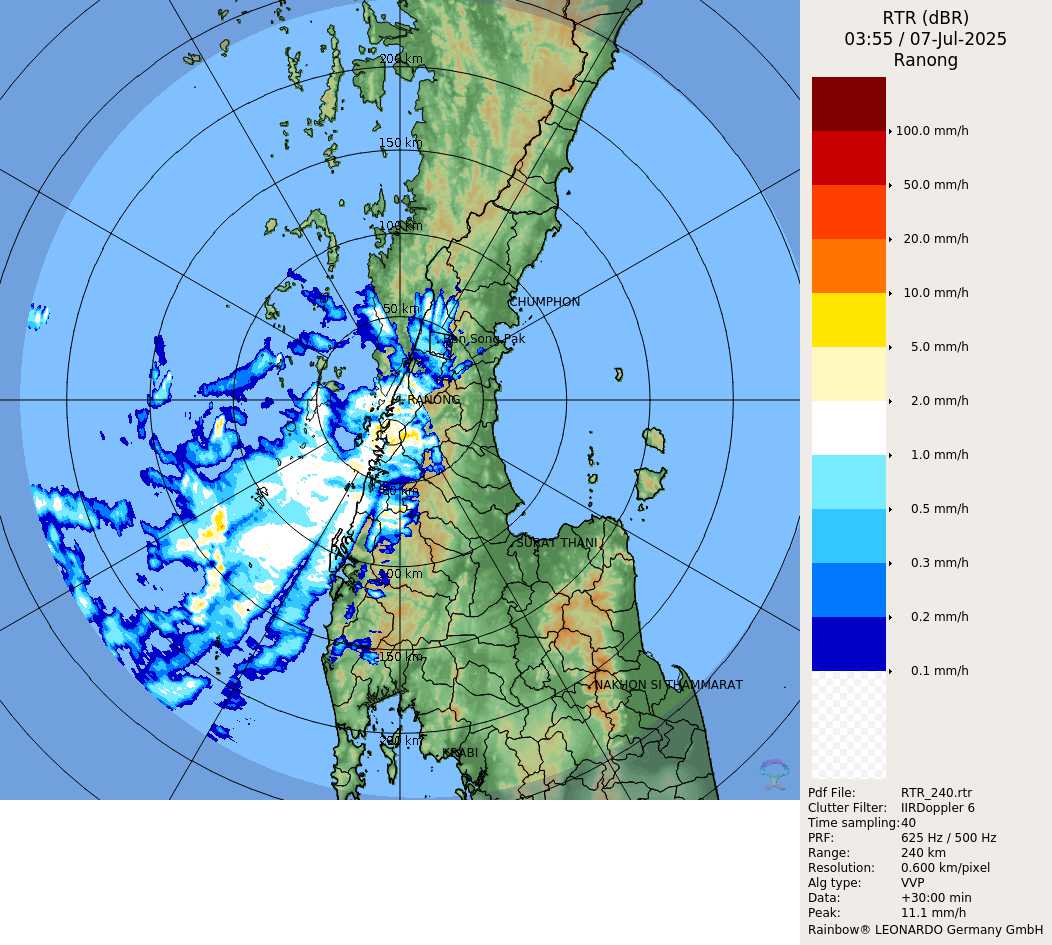 RTR (dBR)
03:55 / 07-Jul-2025
Ranong
100.0 mm/h
50.0 mm/h
20.0 mm/h
10.0 mm/h
5.0 mm/h
2.0 mm/h
1.0 mm/h
0.5 mm/h
0.3 mm/h
0.2 mm/h
0.1 mm/h
200 km
150 km
100 km
50 km
CHUMPHON
Ban Song Pak
RANONG
50 km
SURAT THANI
100 km
150 km
NAKHON SI THAMMARAT
200 km
KRABI
Pdf File: RTR_240.rtr
Clutter Filter: IIRDoppler 6
Time sampling:40
PRF: 625 Hz / 500 Hz
Range: 240 km
Resolution: 0.600 km/pixel
Alg type: VVP
Data: +30:00 min
Peak: 11.1 mm/h
Rainbow® LEONARDO Germany GmbH